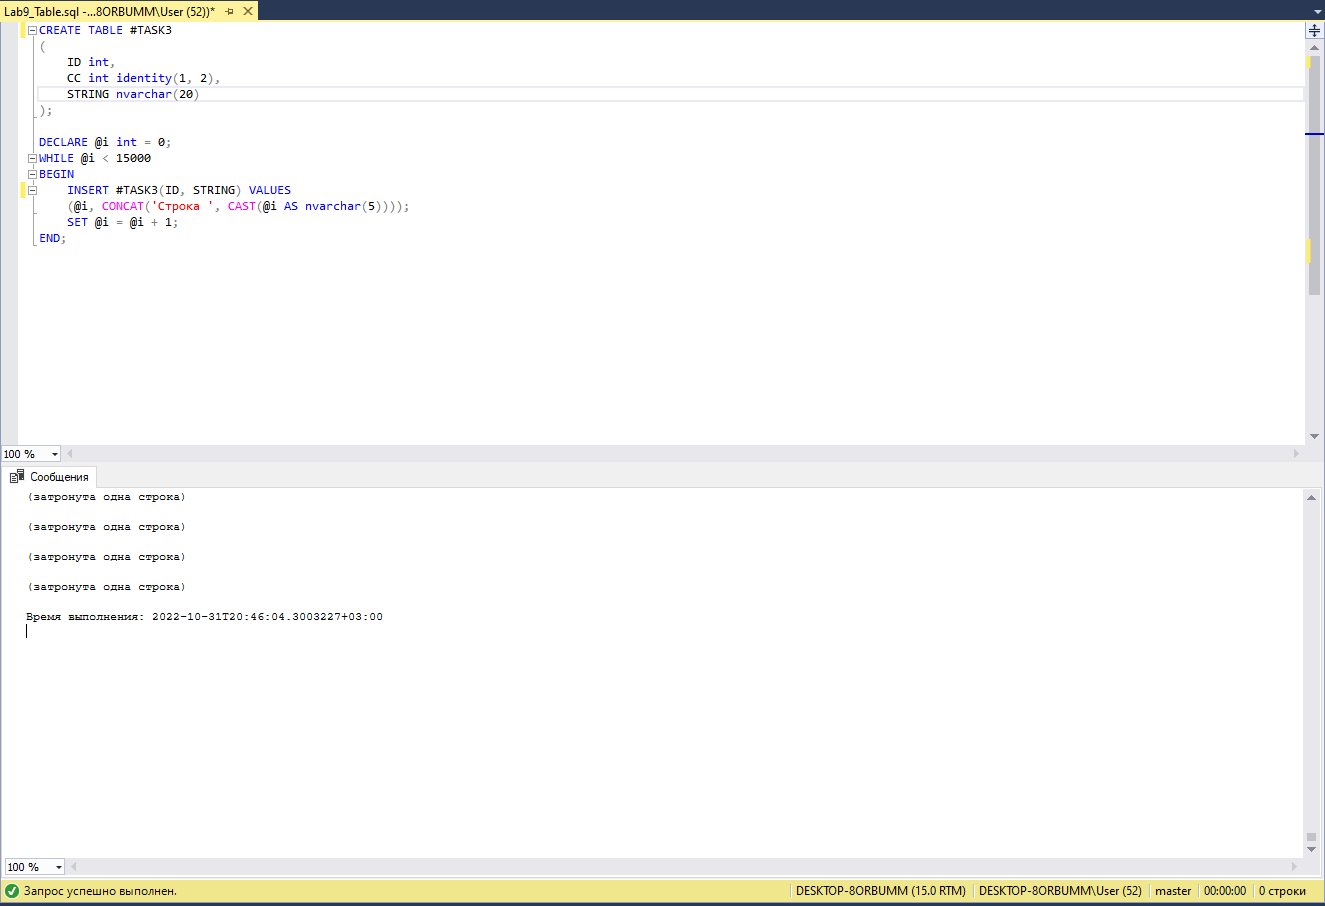 Lab9_Table.sql -...8ORBUMM\User (52))*
CREATE TABLE #TASK3
(
ID int,
CC int identity(1, 2),
STRING nvarchar(20)
);
DECLARE @i int = 0;
WHILE @i < 15000
BEGIN
INSERT #TASK3(ID, STRING) VALUES
(@i, CONCAT('Строка ', CAST(@i AS nvarchar(5))));
SET @i = @i + 1;
END;
100 %
Сообщения
(затронута одна строка)
(затронута одна строка)
(затронута одна строка)
(затронута одна строка)
Время выполнения: 2022-10-31T20:46:04.3003227+03:00
100 %
Запрос успешно выполнен. DESKTOP-8ORBUMM (15.0 RTM) DESKTOP-8ORBUMM\User (52) master 00:00:00 0 строки